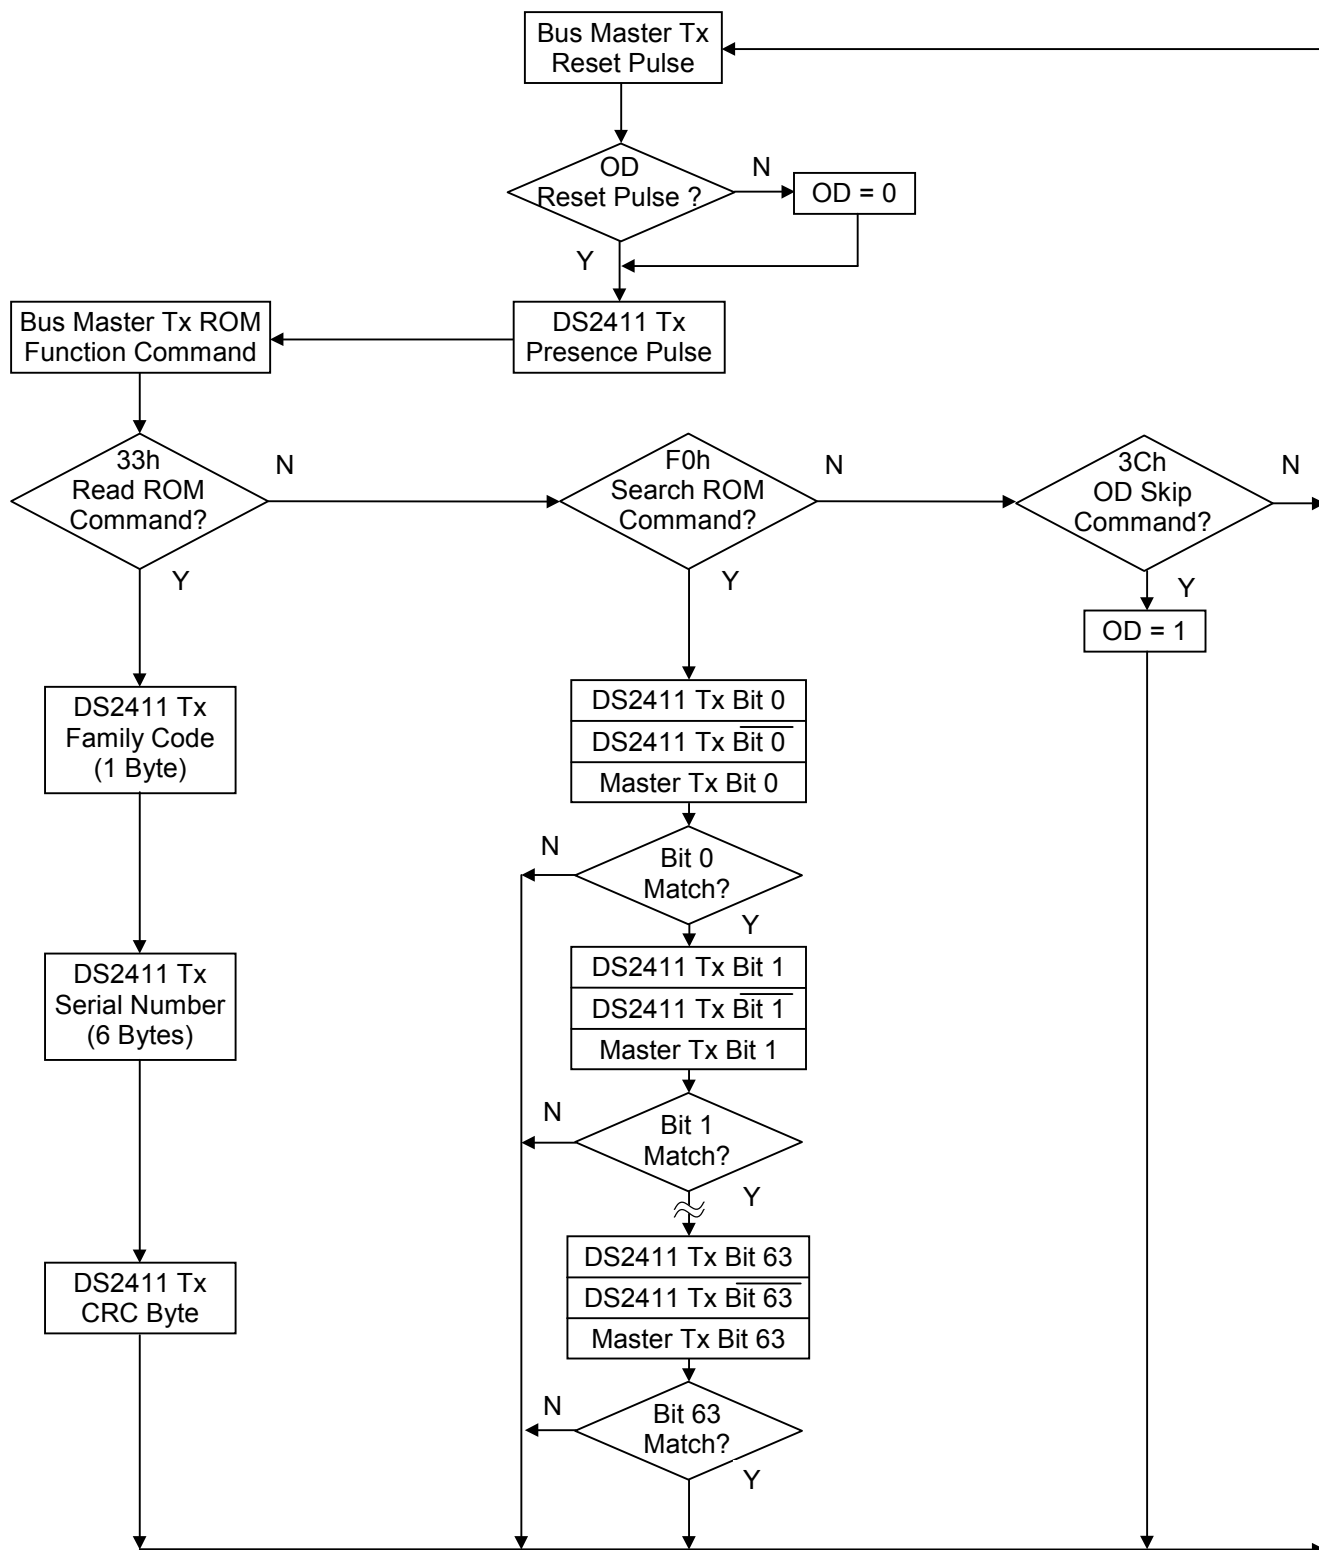 Bus Master Tx
Reset Pulse
OD
Reset Pulse ?
N
OD = 0
Y
Bus Master Tx ROM
Function Command
DS2411 Tx
Presence Pulse
33h
Read ROM
Command?
N
Y
F0h
Search ROM
Command?
N
Y
3Ch
OD Skip
Command?
N
Y
OD = 1
DS2411 Tx
Family Code
(1 Byte)
DS2411 Tx
Serial Number
(6 Bytes)
DS2411 Tx
CRC Byte
DS2411 Tx Bit 0
DS2411 Tx B̅i̅t̅ ̅0̅
Master Tx Bit 0
Bit 0
Match?
N
Y
DS2411 Tx Bit 1
DS2411 Tx B̅i̅t̅ ̅1̅
Master Tx Bit 1
Bit 1
Match?
N
Y
DS2411 Tx Bit 63
DS2411 Tx B̅i̅t̅ ̅6̅3̅
Master Tx Bit 63
Bit 63
Match?
N
Y